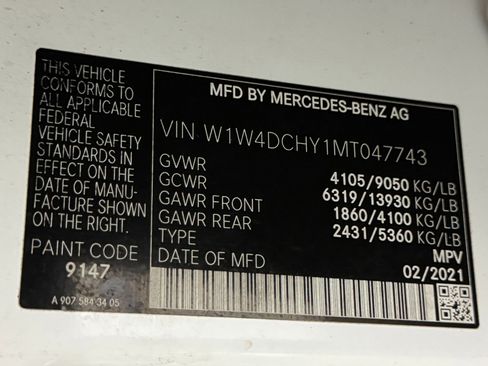 THIS VEHICLE
CONFORMS TO
ALL APPLICABLE
FEDERAL MOTOR
VEHICLE SAFETY
STANDARDS IN
EFFECT ON THE
DATE OF MANU-
FACTURE SHOWN
ON THE RIGHT.
PAINT CODE
9147
A 907 584 34 05
MFD BY MERCEDES-BENZ AG
VIN W1W4DCHY1MT047743
GVWR 4105/9050 KG/LB
GCWR 6319/13930 KG/LB
GAWR FRONT 1860/4100 KG/LB
GAWR REAR 2431/5360 KG/LB
TYPE MPV
DATE OF MFD 02/2021